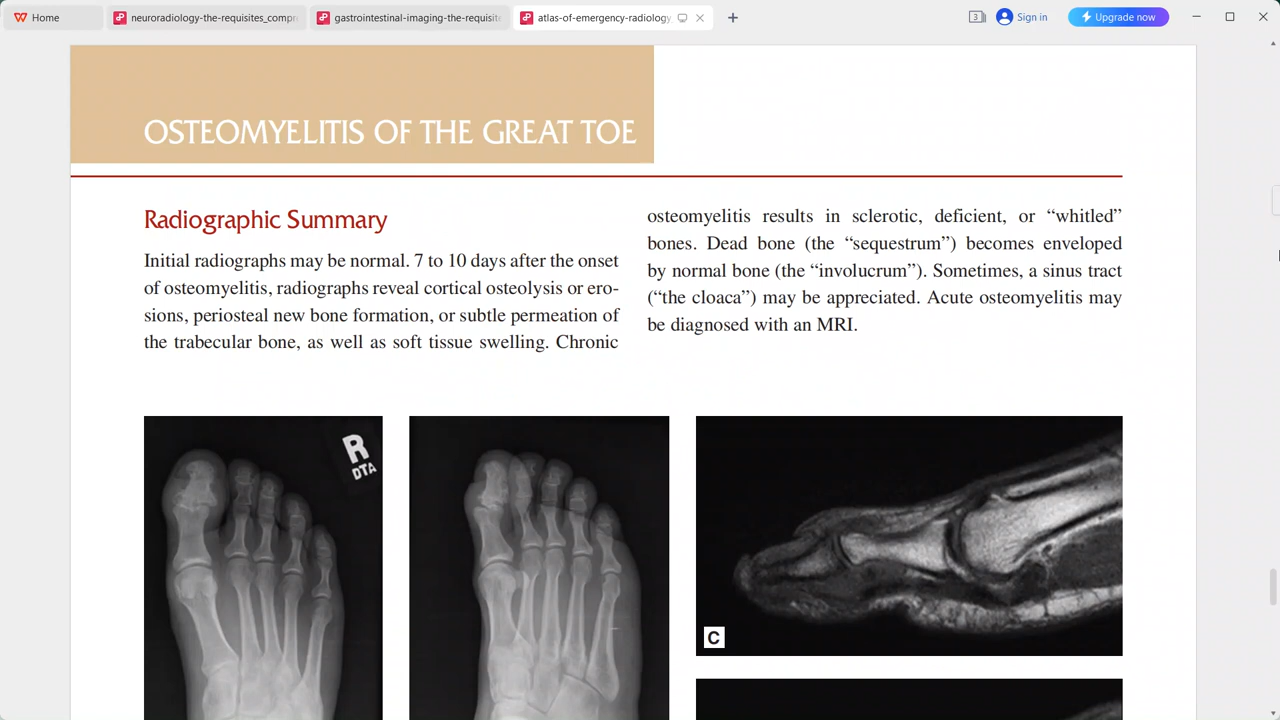 Home
neuroradiology-the-requisites_compre
gastrointestinal-imaging-the-requisite
atlas-of-emergency-radiology
3
Sign in
Upgrade now
OSTEOMYELITIS OF THE GREAT TOE
Radiographic Summary
Initial radiographs may be normal. 7 to 10 days after the onset
of osteomyelitis, radiographs reveal cortical osteolysis or ero-
sions, periosteal new bone formation, or subtle permeation of
the trabecular bone, as well as soft tissue swelling. Chronic
osteomyelitis results in sclerotic, deficient, or “whitled”
bones. Dead bone (the “sequestrum”) becomes enveloped
by normal bone (the “involucrum”). Sometimes, a sinus tract
(“the cloaca”) may be appreciated. Acute osteomyelitis may
be diagnosed with an MRI.
R
DTA
C